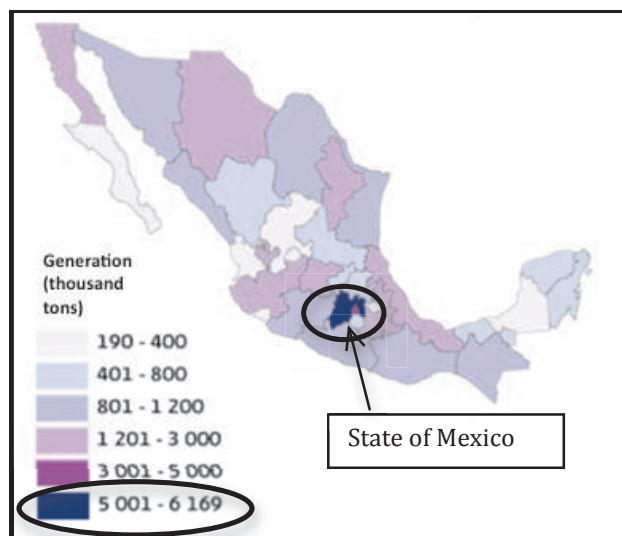 Generation
(thousand
tons)
190 - 400
401 - 800
801 - 1 200
1 201 - 3 000
3 001 - 5 000
5 001 - 6 169
State of Mexico